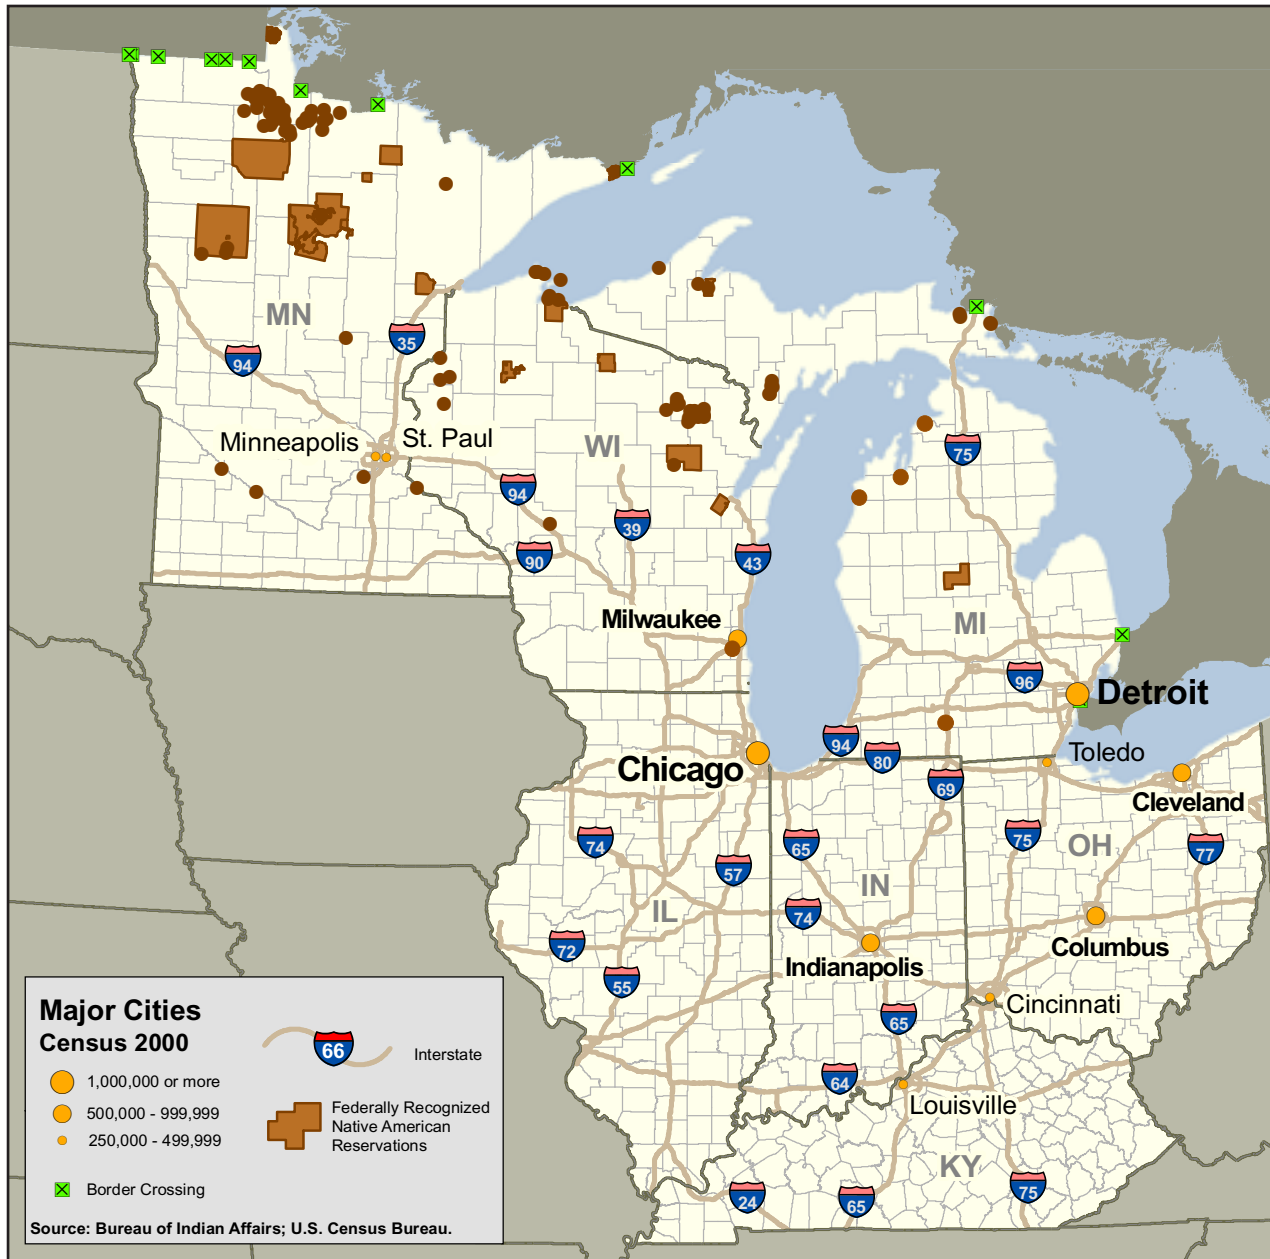 MN
94
35
Minneapolis
St. Paul
WI
94
39
90
43
75
Milwaukee
MI
96
Detroit
94
80
Toledo
Chicago
69
Cleveland
74
65
75
OH
77
57
IN
IL
74
72
Columbus
Indianapolis
55
Cincinnati
65
64
Louisville
KY
24
65
75
Major Cities
Census 2000
1,000,000 or more
500,000 - 999,999
250,000 - 499,999
Border Crossing
66
Interstate
Federally Recognized
Native American
Reservations
Source: Bureau of Indian Affairs; U.S. Census Bureau.